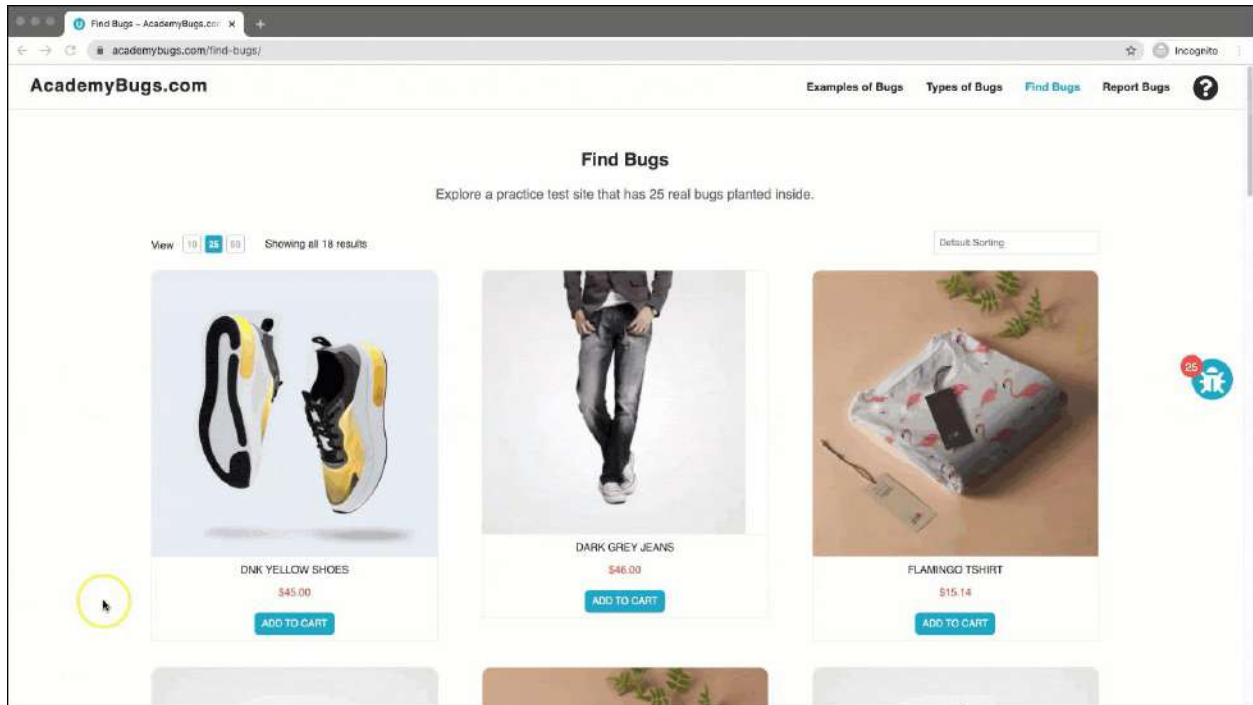 Find Bugs – AcademyBugs.com
academybugs.com/find-bugs/
Incognito
AcademyBugs.com
Examples of Bugs
Types of Bugs
Find Bugs
Report Bugs
?
Find Bugs
Explore a practice test site that has 25 real bugs planted inside.
View 10 25 50 Showing all 18 results
Default Sorting
25
DNK YELLOW SHOES
$45.00
ADD TO CART
DARK GREY JEANS
$46.00
ADD TO CART
FLAMINGO TSHIRT
$15.14
ADD TO CART